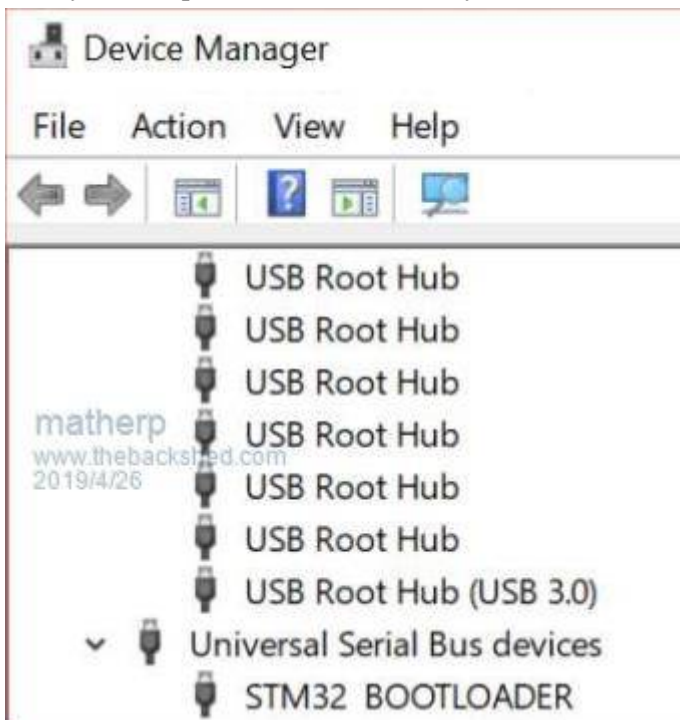 Device Manager
File Action View Help
USB Root Hub
USB Root Hub
USB Root Hub
matherp USB Root Hub
www.thebackshed.com
2019/4/26 USB Root Hub
USB Root Hub
USB Root Hub (USB 3.0)
Universal Serial Bus devices
STM32 BOOTLOADER